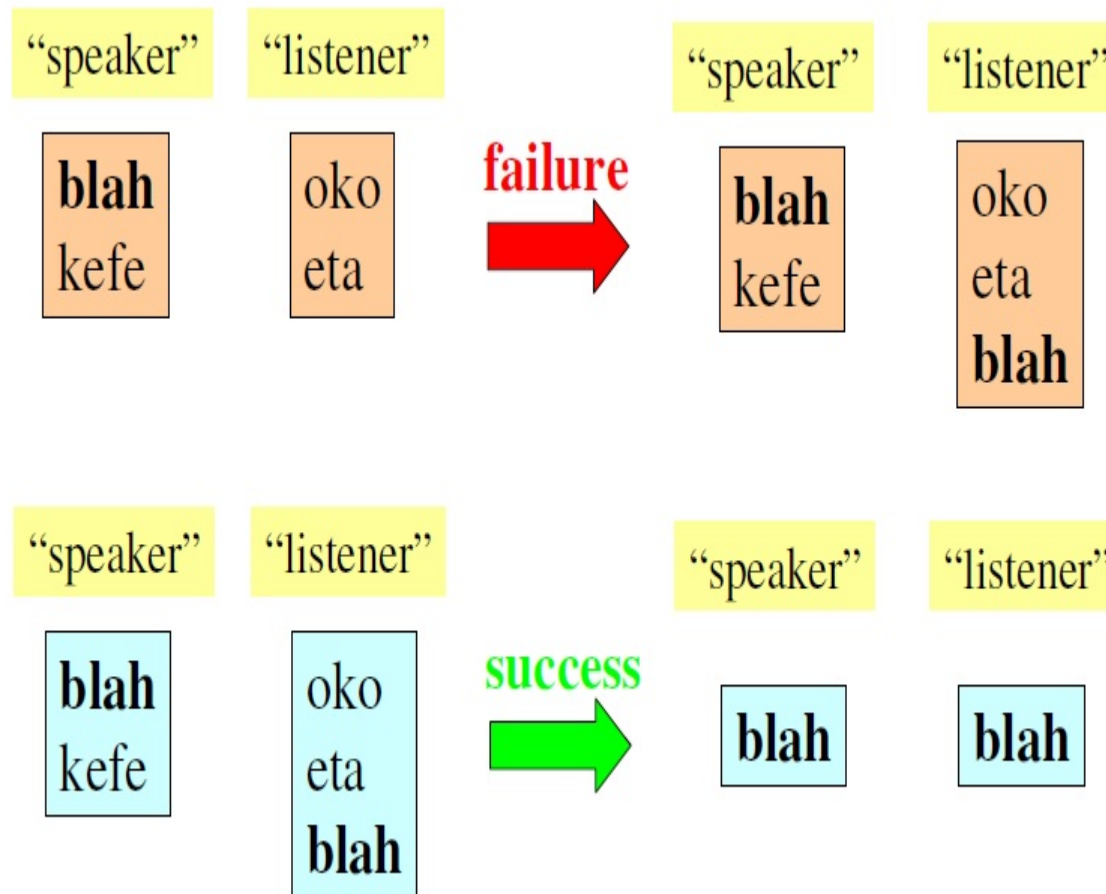 “speaker” “listener”
blah
kefe
oko
eta
failure
“speaker” “listener”
blah
kefe
oko
eta
blah
“speaker” “listener”
blah
kefe
oko
eta
blah
success
“speaker” “listener”
blah
blah